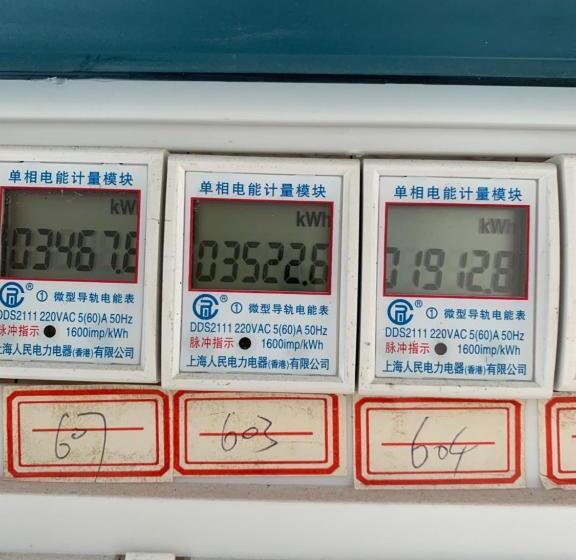 单相电能计量模块
kW
03467.8
① 微型导轨电能表
DDS2111 220VAC 5(60)A 50Hz
脉冲指示 1600imp/kWh
上海人民电力电器(香港)有限公司
607
单相电能计量模块
kWh
03522.6
® ① 微型导轨电能表
DDS2111 220VAC 5(60)A 50Hz
脉冲指示 1600imp/kWh
上海人民电力电器(香港)有限公司
603
单相电能计量模块
kWh
01912.8
® ① 微型导轨电能表
DDS2111 220VAC 5(60)A 50Hz
脉冲指示 1600imp/kWh
上海人民电力电器(香港)有限公司
604